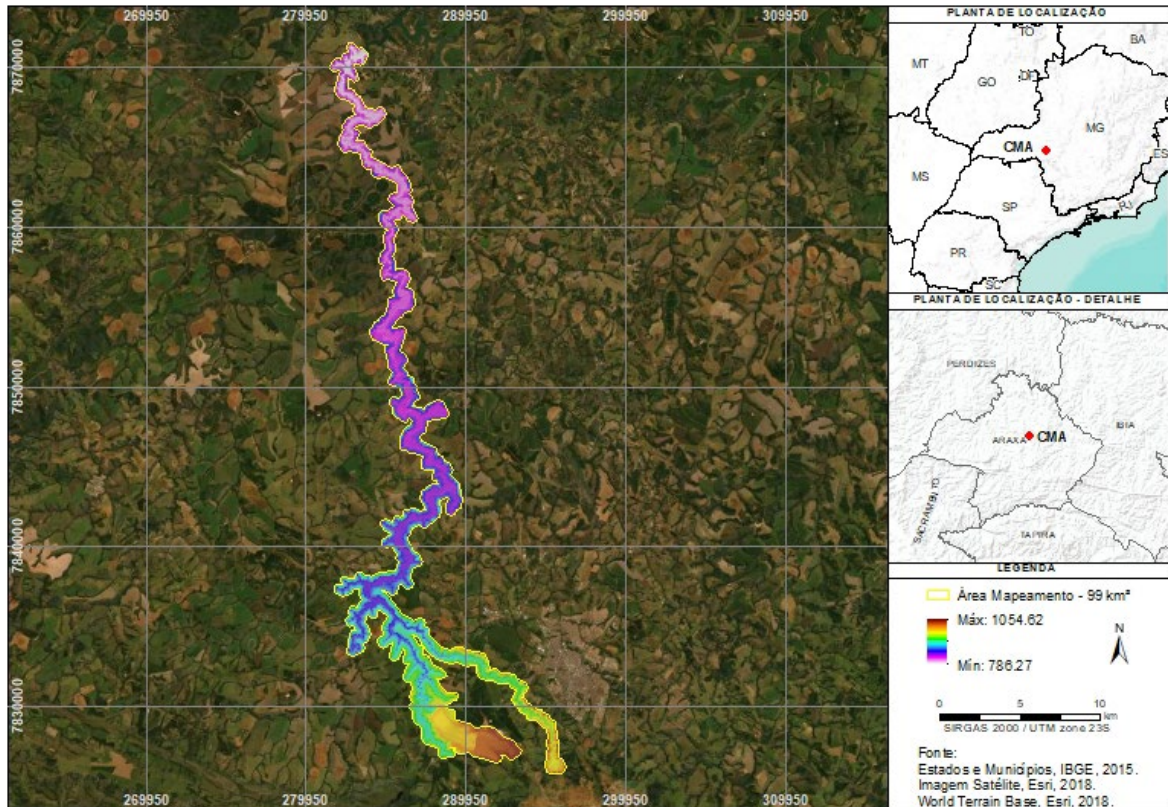 269950 279950 289950 299950 309950
7870000
7860000
7850000
7840000
7830000
269950 279950 289950 299950 309950
PLANTA DE LOCALIZAÇÃO
TO
BA
MT
DF
GO
MG
CMA
ES
MS
SP
RJ
PR
SC
PLANTA DE LOCALIZAÇÃO - DETALHE
PERDIZES
IBIA
ARAXA CMA
SACRAMENTO
TAPIRA
LEGENDA
Área Mapeamento - 99 km²
Máx: 1054.62
Mín: 786.27
N
0 5 10
km
SIRGAS 2000 / UTM zone 23S
Fonte:
Estados e Municípios, IBGE, 2015.
Imagem Satélite, Esri, 2018.
World Terrain Base, Esri, 2018.